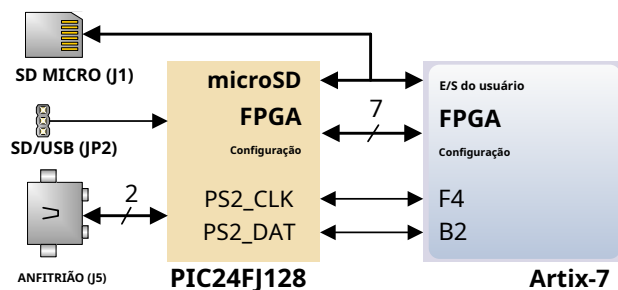 SD MICRO (J1)
SD/USB (JP2)
2
ANFITRIÃO (J5)
microSD
FPGA
Configuração
PS2_CLK
PS2_DAT
PIC24FJ128
7
E/S do usuário
FPGA
Configuração
F4
B2
Artix-7